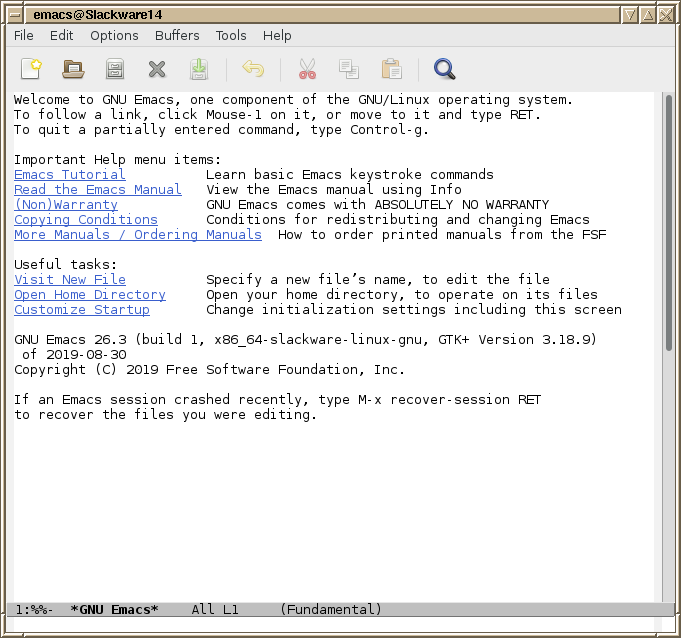 emacs@Slackware14
File Edit Options Buffers Tools Help
Welcome to GNU Emacs, one component of the GNU/Linux operating system.
To follow a link, click Mouse-1 on it, or move to it and type RET.
To quit a partially entered command, type Control-g.
Important Help menu items:
Emacs Tutorial Learn basic Emacs keystroke commands
Read the Emacs Manual View the Emacs manual using Info
(Non)Warranty GNU Emacs comes with ABSOLUTELY NO WARRANTY
Copying Conditions Conditions for redistributing and changing Emacs
More Manuals / Ordering Manuals How to order printed manuals from the FSF
Useful tasks:
Visit New File Specify a new file’s name, to edit the file
Open Home Directory Open your home directory, to operate on its files
Customize Startup Change initialization settings including this screen
GNU Emacs 26.3 (build 1, x86_64-slackware-linux-gnu, GTK+ Version 3.18.9)
of 2019-08-30
Copyright (C) 2019 Free Software Foundation, Inc.
If an Emacs session crashed recently, type M-x recover-session RET
to recover the files you were editing.
1:%%- *GNU Emacs* All L1 (Fundamental)